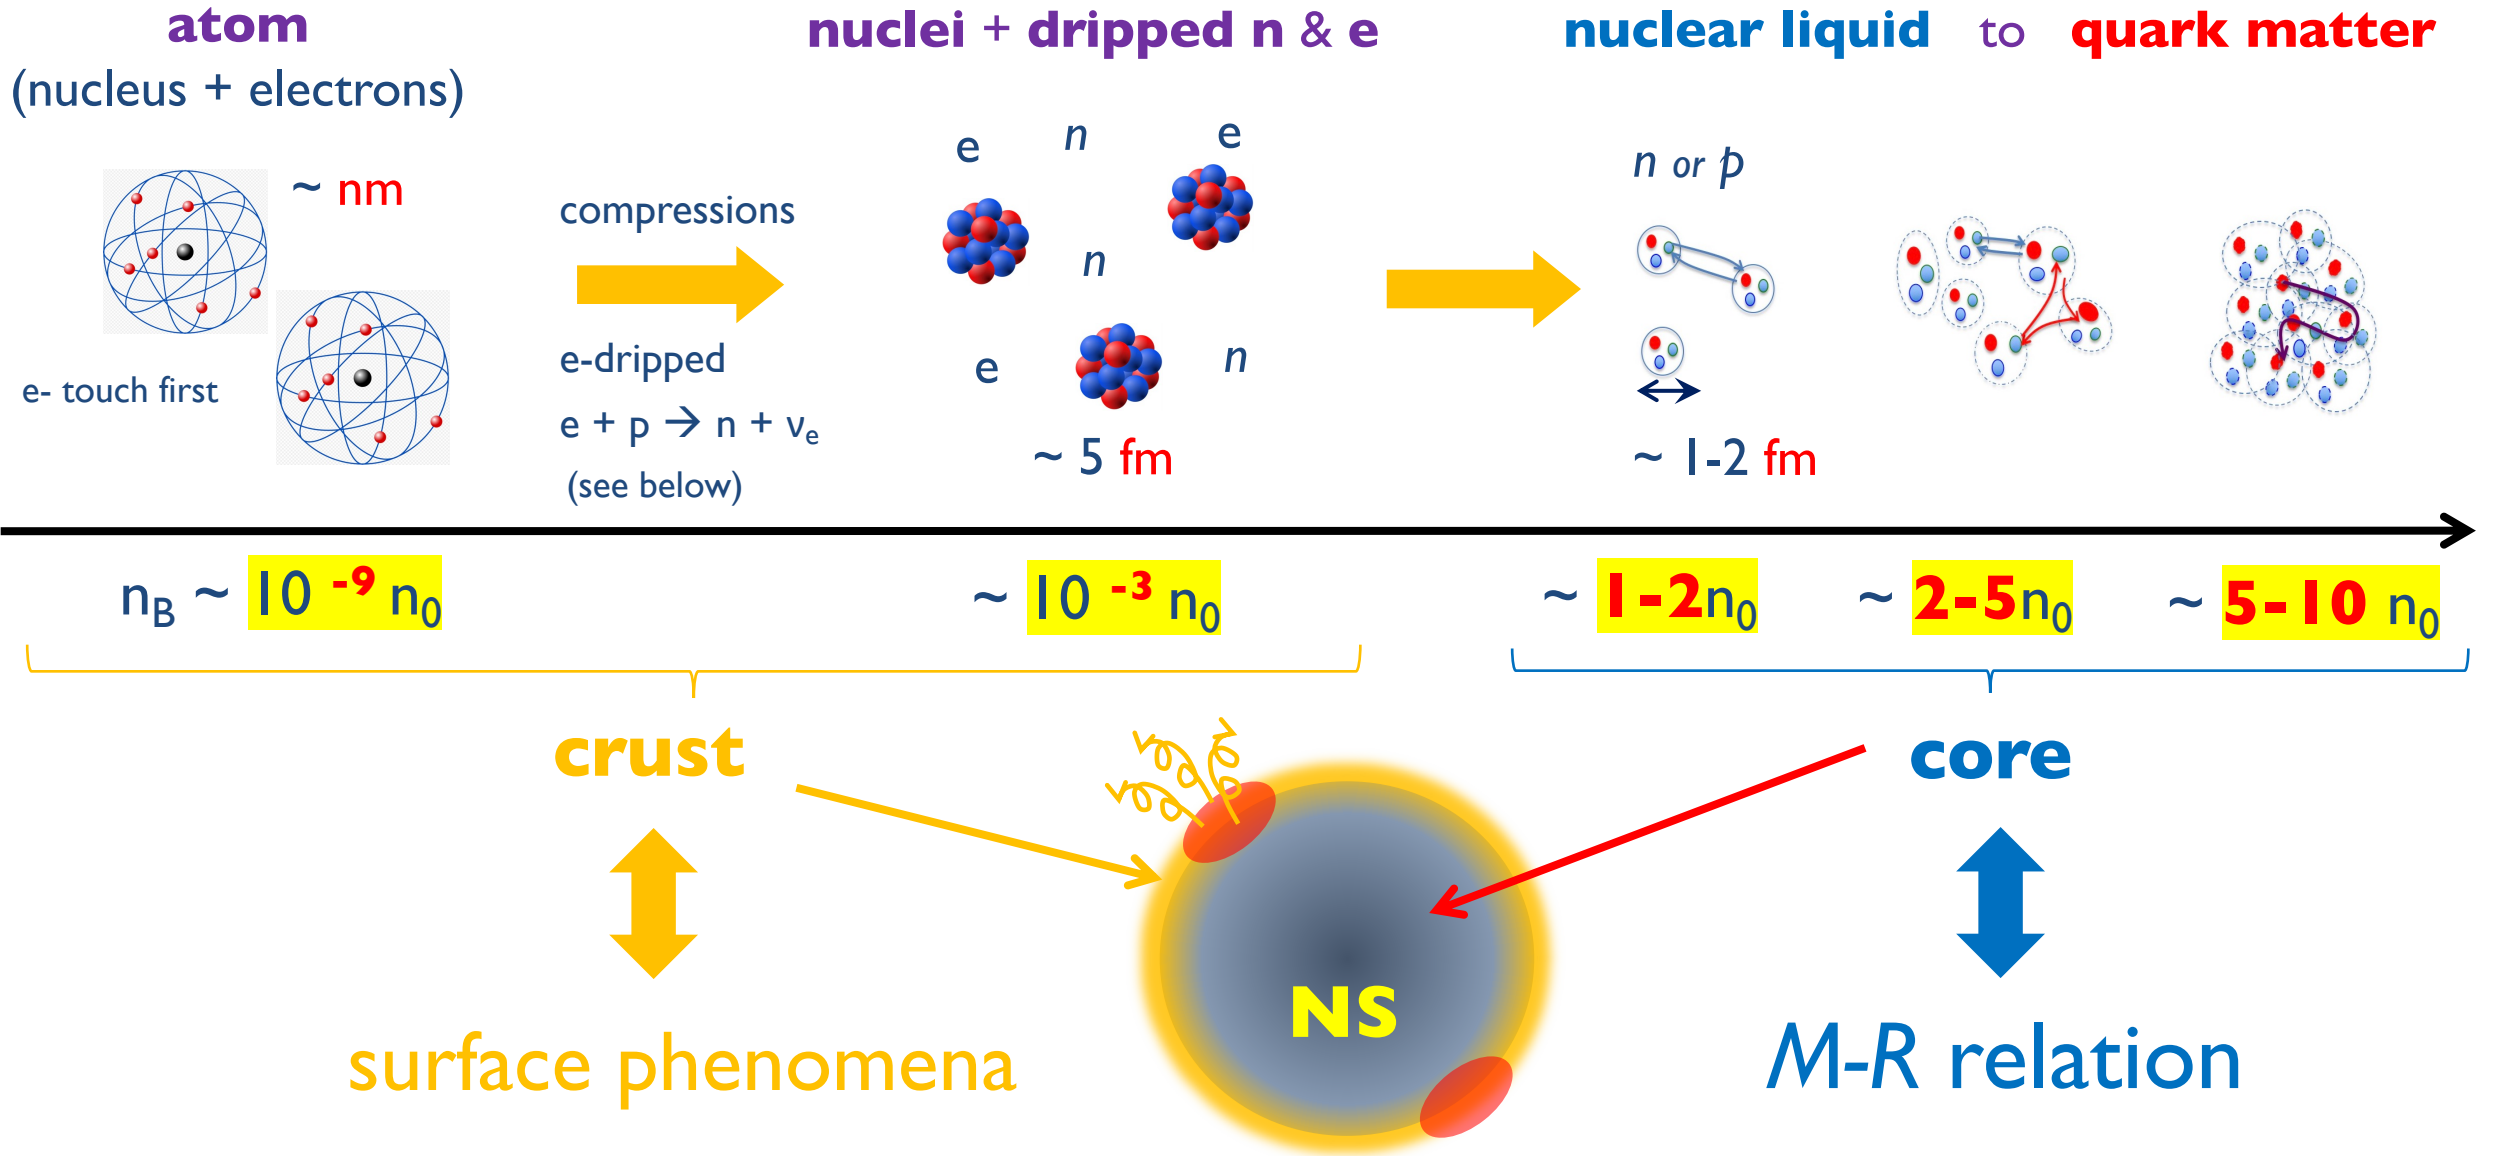 atom
(nucleus + electrons)
~ nm
e- touch first
compressions
e-dripped
e + p → n + νe
(see below)
nuclei + dripped n & e
e
n
e
n
e
n
~ 5 fm
nuclear liquid to quark matter
n or p
~ 1-2 fm
nB ~ 10 -9 n0
~ 10 -3 n0
~ 1-2n0
~ 2-5n0
~ 5-10 n0
crust
core
NS
surface phenomena
M-R relation